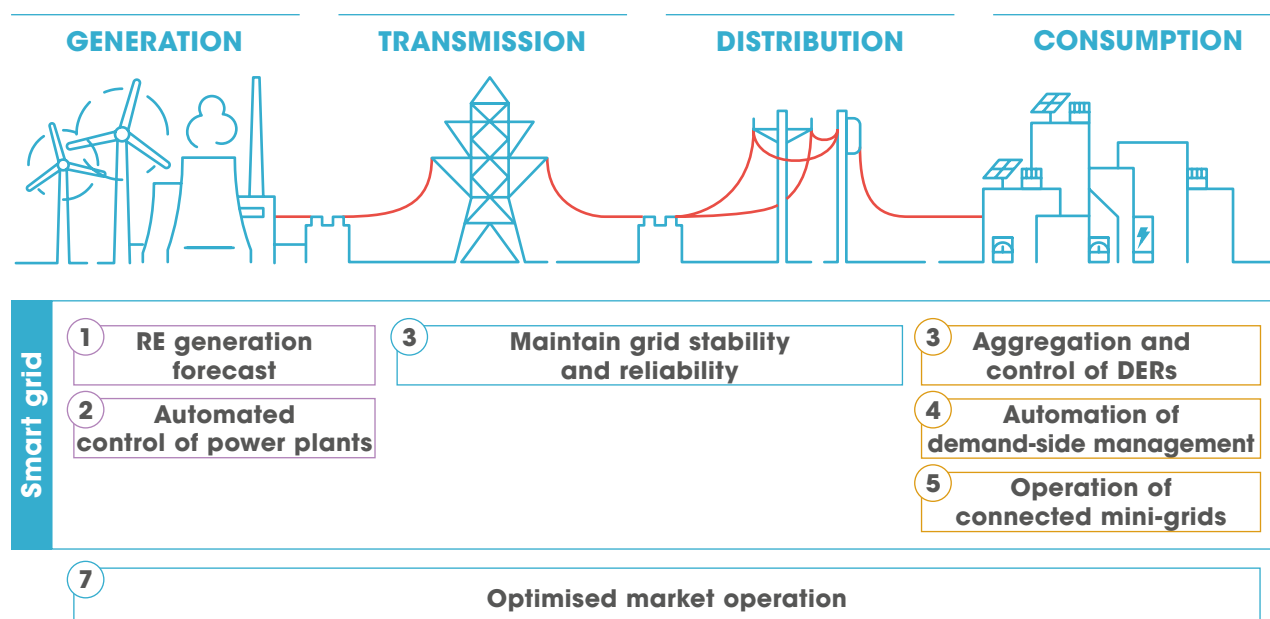 GENERATION
TRANSMISSION
DISTRIBUTION
CONSUMPTION
Smart grid
1
RE generation
forecast
2
Automated
control of power plants
3
Maintain grid stability
and reliability
3
Aggregation and
control of DERs
4
Automation of
demand-side management
5
Operation of
connected mini-grids
7
Optimised market operation